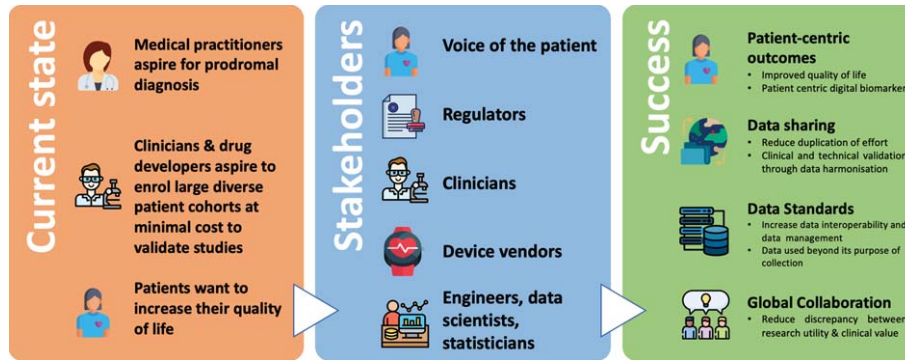 Current state
Medical practitioners
aspire for prodromal
diagnosis
Clinicians & drug
developers aspire to
enrol large diverse
patient cohorts at
minimal cost to
validate studies
Patients want to
increase their quality
of life
Stakeholders
Voice of the patient
Regulators
Clinicians
Device vendors
Engineers, data
scientists,
statisticians
Success
Patient-centric
outcomes
• Improved quality of life
• Patient centric digital biomarker
Data sharing
• Reduce duplication of effort
• Clinical and technical validation
through data harmonisation
Data Standards
• Increase data interoperability and
data management
• Data used beyond its purpose of
collection
Global Collaboration
• Reduce discrepancy between
research utility & clinical value